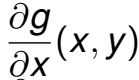 ∂g/∂x (x, y)